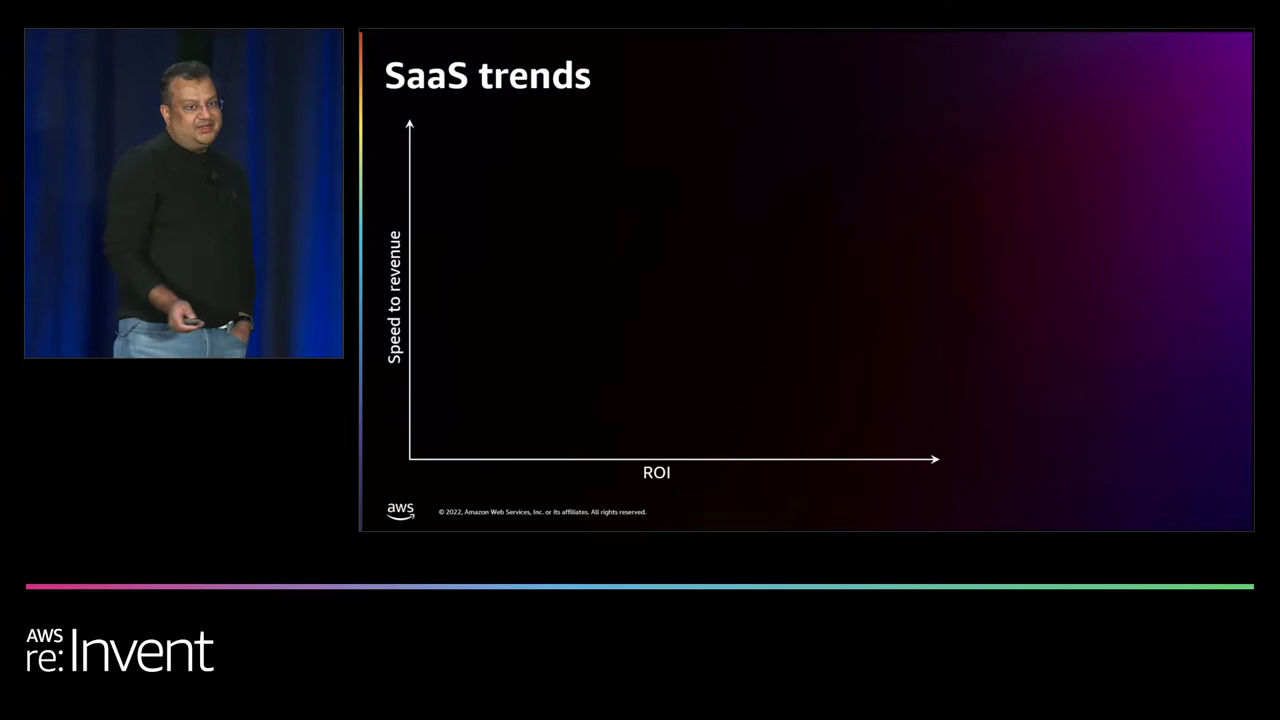 SaaS trends
Speed to revenue
ROI
aws
© 2022, Amazon Web Services, Inc. or its affiliates. All rights reserved.
AWS
re:Invent